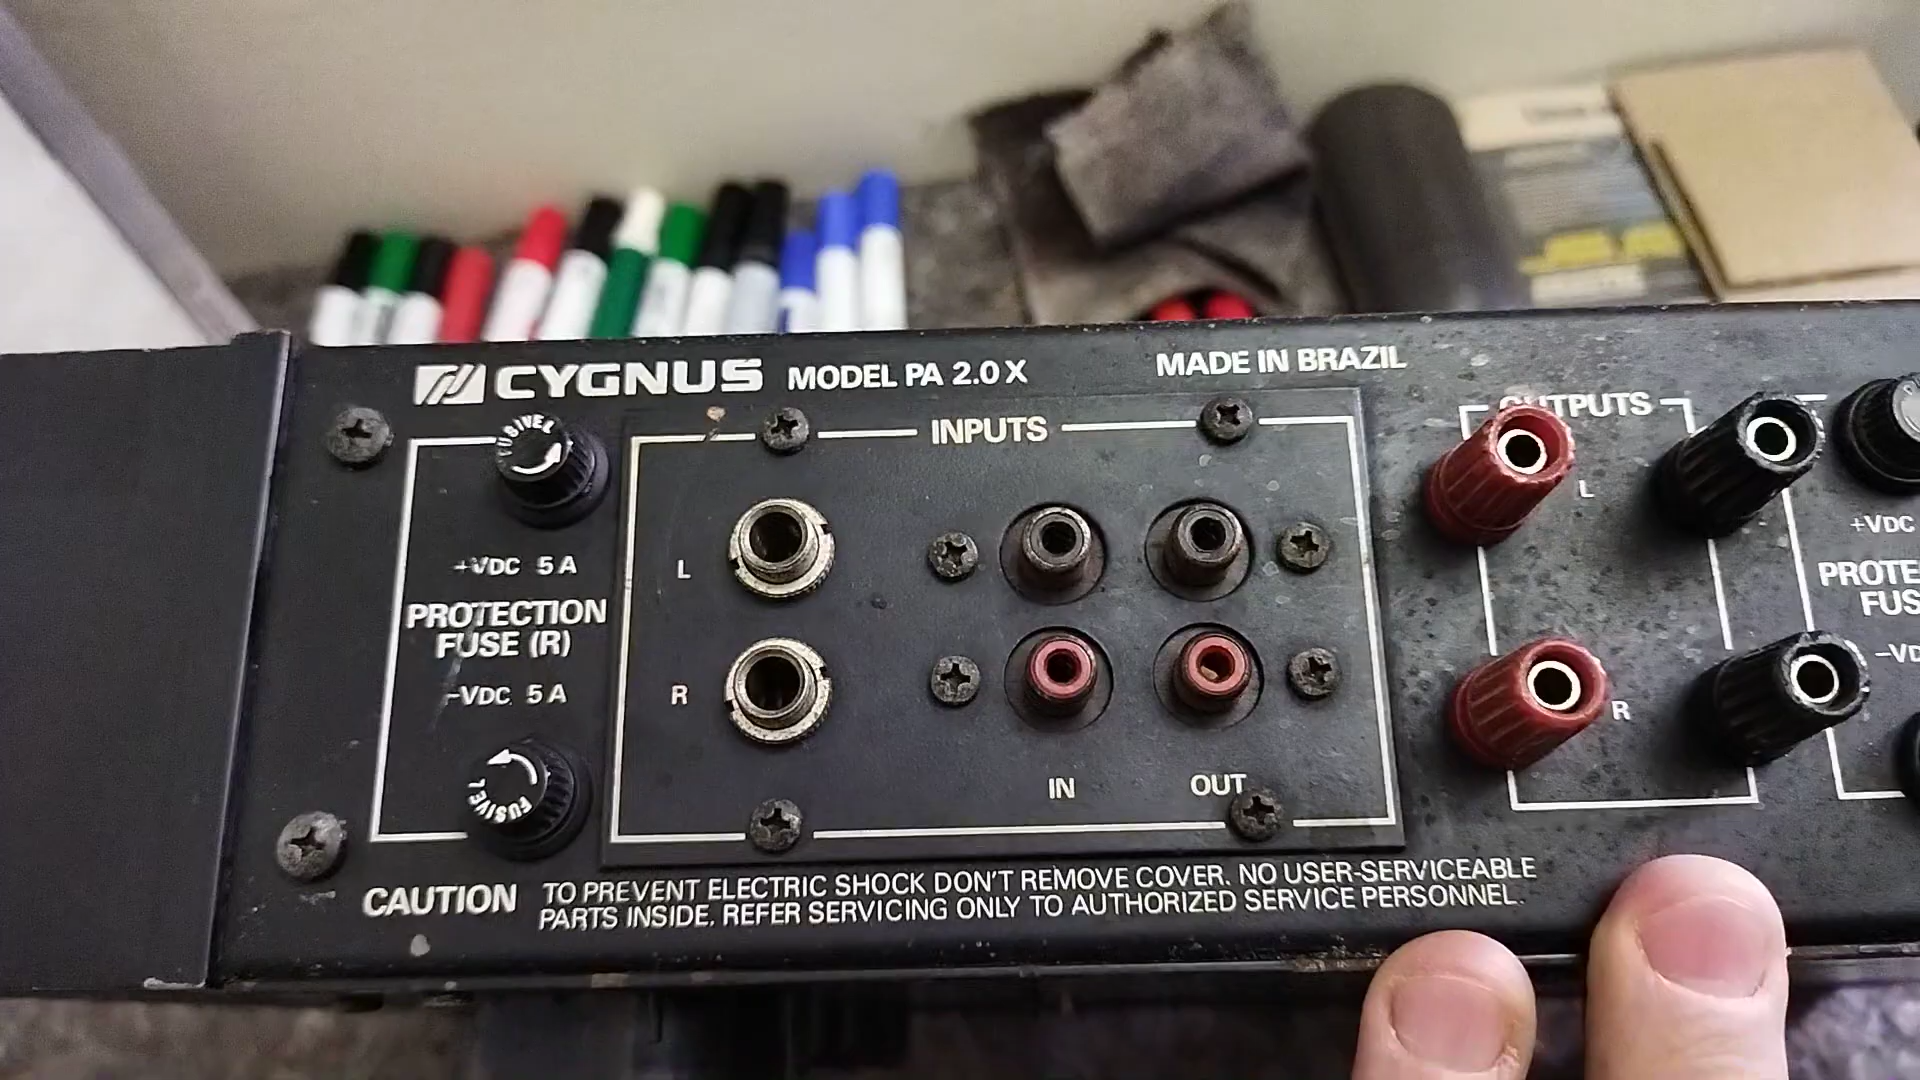 CYGNUS MODEL PA 2.0 X
MADE IN BRAZIL
FUSIVEL
+VDC 5 A
PROTECTION
FUSE (R)
-VDC 5 A
FUSIVEL
INPUTS
L
R
IN
OUT
OUTPUTS
L
R
+VDC
CAUTION TO PREVENT ELECTRIC SHOCK DON'T REMOVE COVER. NO USER-SERVICEABLE
PARTS INSIDE. REFER SERVICING ONLY TO AUTHORIZED SERVICE PERSONNEL.